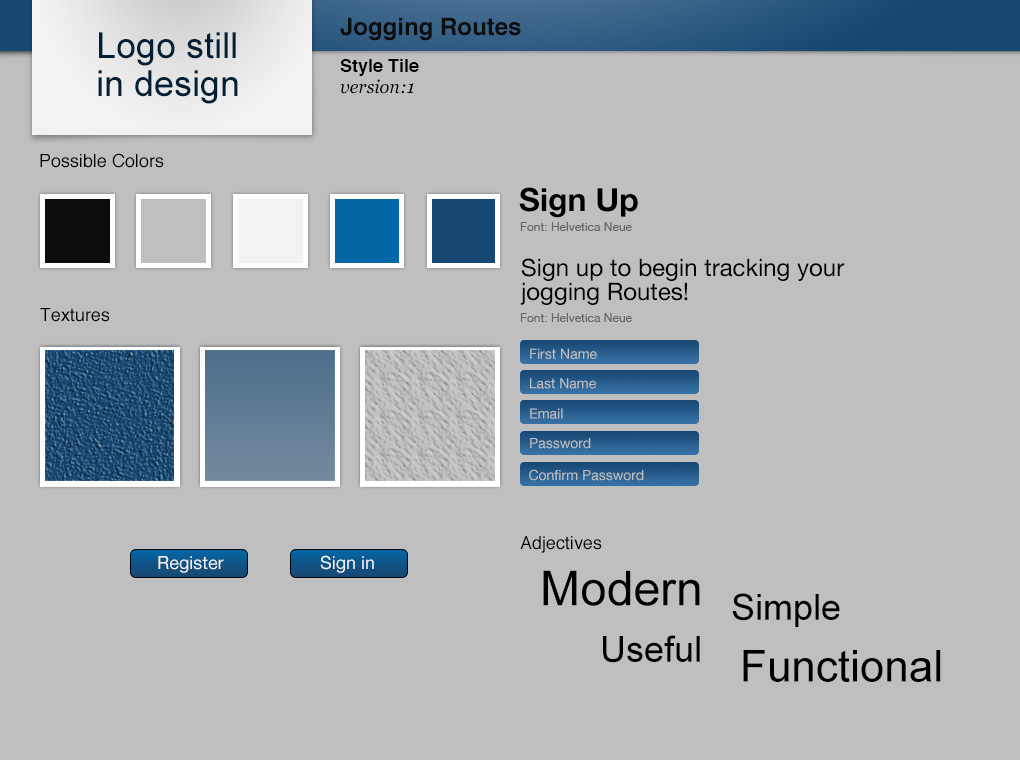 Logo still
in design
Jogging Routes
Style Tile
version:1
Possible Colors
Textures
Register
Sign in
Sign Up
Font: Helvetica Neue
Sign up to begin tracking your
jogging Routes!
Font: Helvetica Neue
First Name
Last Name
Email
Password
Confirm Password
Adjectives
Modern
Simple
Useful
Functional